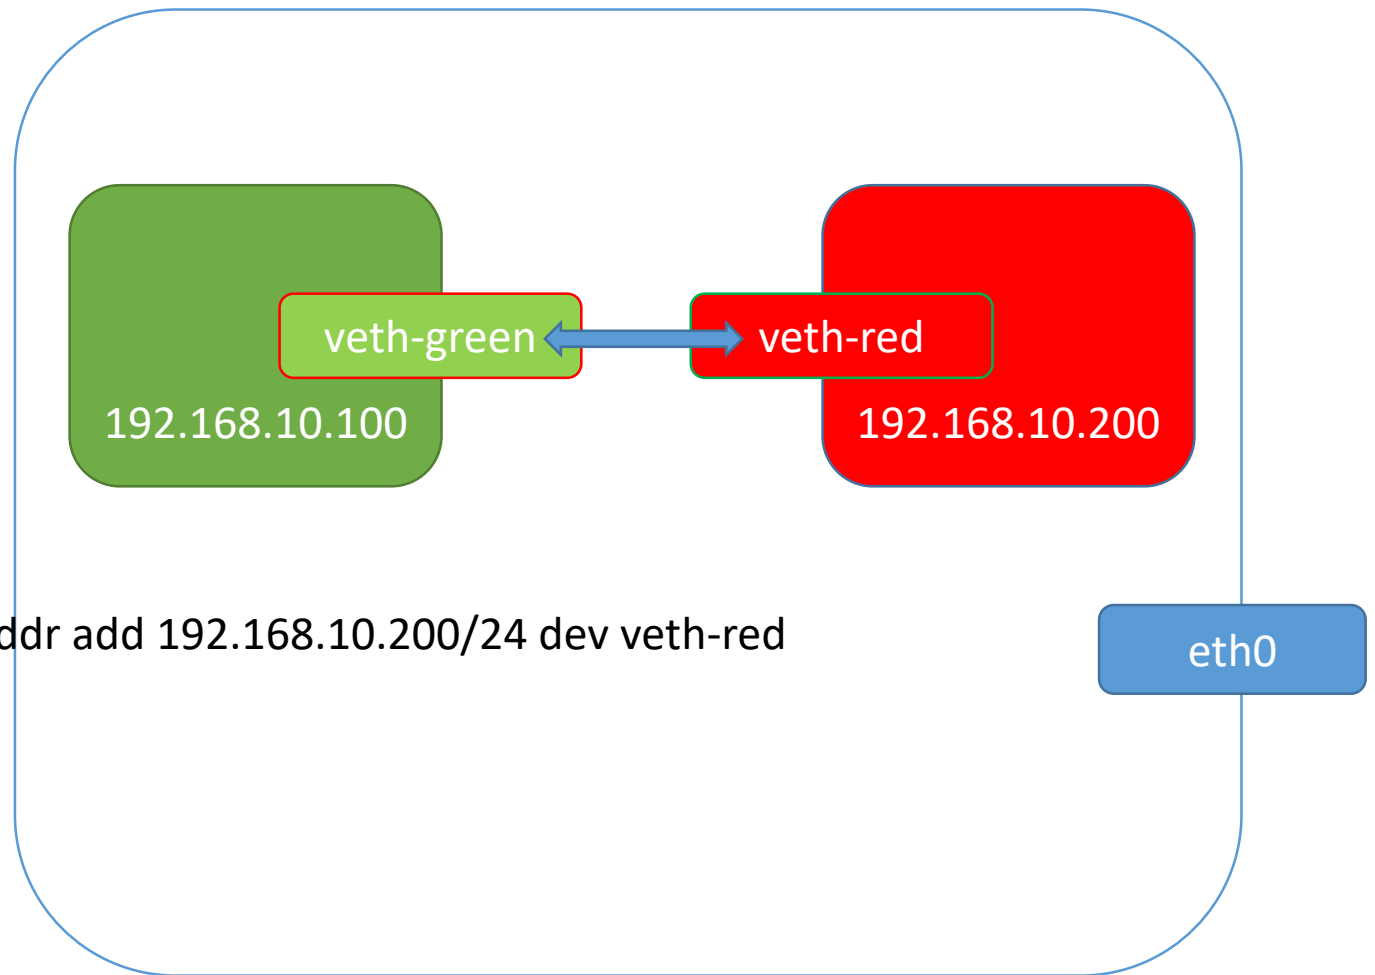 veth-green
veth-red
192.168.10.100
192.168.10.200
ddr add 192.168.10.200/24 dev veth-red
eth0